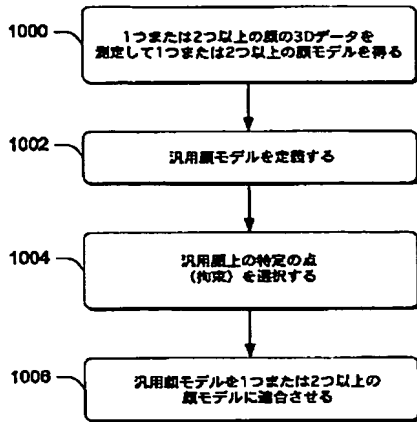 1000
1つまたは2つ以上の顔の3Dデータを
測定して1つまたは2つ以上の顔モデルを得る
1002
汎用顔モデルを定義する
1004
汎用顔上の特定の点
(拘束)を選択する
1006
汎用顔モデルを1つまたは2つ以上の
顔モデルに適合させる